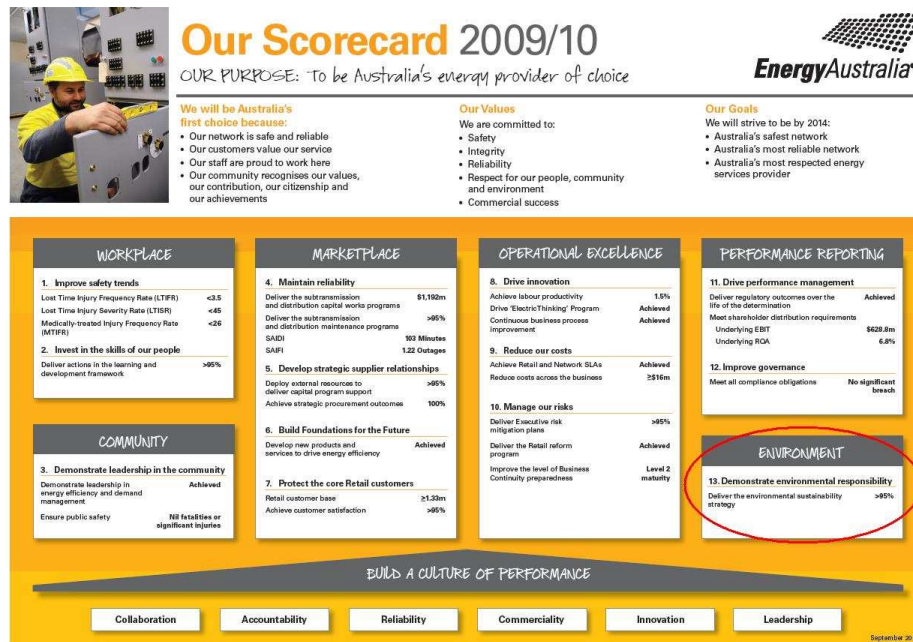 Our Scorecard 2009/10
OUR PURPOSE: To be Australia's energy provider of choice
EnergyAustralia
We will be Australia's
first choice because:
• Our network is safe and reliable
• Our customers value our service
• Our staff are proud to work here
• Our community recognises our values,
our contribution, our citizenship and
our achievements
Our Values
We are committed to:
• Safety
• Integrity
• Reliability
• Respect for our people, community
and environment
• Commercial success
Our Goals
We will strive to be by 2014:
• Australia's safest network
• Australia's most reliable network
• Australia's most respected energy
services provider
WORKPLACE
1. Improve safety trends
Lost Time Injury Frequency Rate (LTIFR) <3.5
Lost Time Injury Severity Rate (LTISR) <45
Medically-treated Injury Frequency Rate <26
(MTIFR)
2. Invest in the skills of our people
Deliver actions in the learning and >95%
development framework
COMMUNITY
3. Demonstrate leadership in the community
Demonstrate leadership in Achieved
energy efficiency and demand
management
Ensure public safety Nil fatalities or
significant injuries
MARKETPLACE
4. Maintain reliability
Deliver the subtransmission $1,192m
and distribution capital works programs
Deliver the subtransmission >95%
and distribution maintenance programs
SAIDI 103 Minutes
SAIFI 1.22 Outages
5. Develop strategic supplier relationships
Deploy external resources to >95%
deliver capital program support
Achieve strategic procurement outcomes 100%
6. Build Foundations for the Future
Develop new products and Achieved
services to drive energy efficiency
7. Protect the core Retail customers
Retail customer base ≥1.33m
Achieve customer satisfaction >95%
OPERATIONAL EXCELLENCE
8. Drive innovation
Achieve labour productivity 1.5%
Drive 'ElectricThinking' Program Achieved
Continuous business process Achieved
improvement
9. Reduce our costs
Achieve Retail and Network SLAs Achieved
Reduce costs across the business ≥$16m
10. Manage our risks
Deliver Executive risk >95%
mitigation plans
Deliver the Retail reform Achieved
program
Improve the level of Business Level 2
Continuity preparedness maturity
PERFORMANCE REPORTING
11. Drive performance management
Deliver regulatory outcomes over the Achieved
life of the determination
Meet shareholder distribution requirements
Underlying EBIT $628.8m
Underlying ROA 6.8%
12. Improve governance
Meet all compliance obligations No significant
breach
ENVIRONMENT
13. Demonstrate environmental responsibility
Deliver the environmental sustainability >95%
strategy
BUILD A CULTURE OF PERFORMANCE
Collaboration
Accountability
Reliability
Commerciality
Innovation
Leadership
September 20